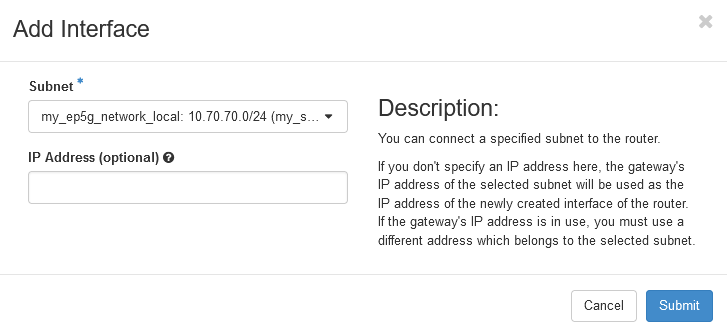 Add Interface
×
Subnet *
my_ep5g_network_local: 10.70.70.0/24 (my_s...
IP Address (optional) ?
Description:
You can connect a specified subnet to the router.
If you don't specify an IP address here, the gateway's
IP address of the selected subnet will be used as the
IP address of the newly created interface of the router.
If the gateway's IP address is in use, you must use a
different address which belongs to the selected subnet.
Cancel
Submit